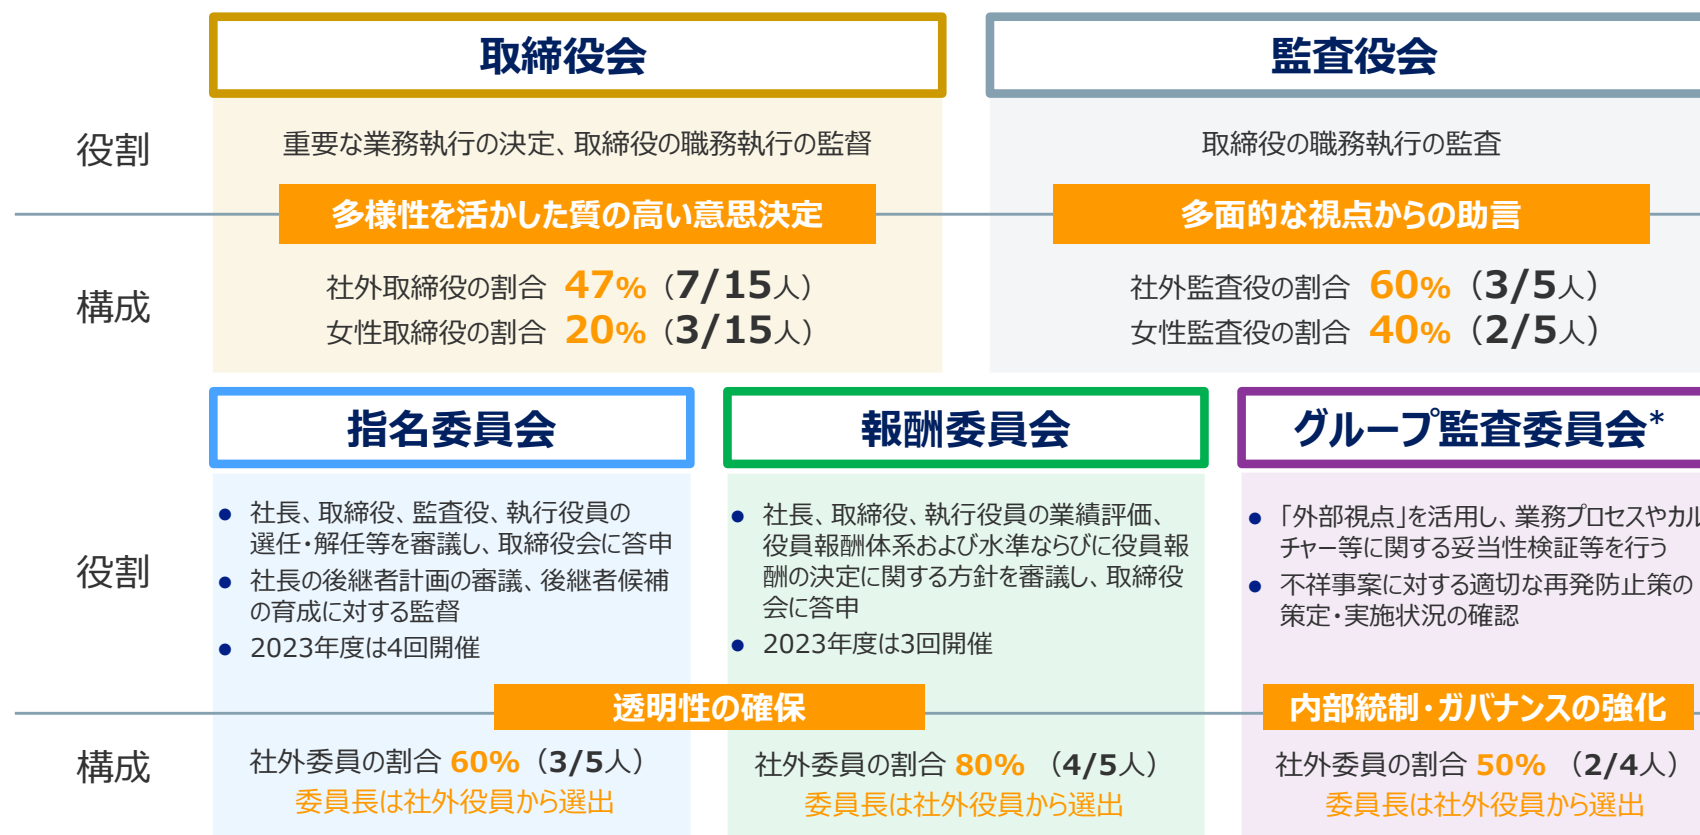 取締役会
監査役会
役割
重要な業務執行の決定、取締役の職務執行の監督
取締役の職務執行の監査
多様性を活かした質の高い意思決定
多面的な視点からの助言
構成
社外取締役の割合 47%（7/15人）
女性取締役の割合 20%（3/15人）
社外監査役の割合 60%（3/5人）
女性監査役の割合 40%（2/5人）
指名委員会
報酬委員会
グループ監査委員会*
役割
● 社長、取締役、監査役、執行役員の
選任・解任等を審議し、取締役会に答申
● 社長の後継者計画の審議、後継者候補
の育成に対する監督
● 2023年度は4回開催
● 社長、取締役、執行役員の業績評価、
役員報酬体系および水準ならびに役員報
酬の決定に関する方針を審議し、取締役
会に答申
● 2023年度は3回開催
● 「外部視点」を活用し、業務プロセスやカル
チャー等に関する妥当性検証等を行う
● 不祥事案に対する適切な再発防止策の
策定・実施状況の確認
透明性の確保
内部統制・ガバナンスの強化
構成
社外委員の割合 60%（3/5人）
委員長は社外役員から選出
社外委員の割合 80% （4/5人）
委員長は社外役員から選出
社外委員の割合 50% （2/4人）
委員長は社外役員から選出